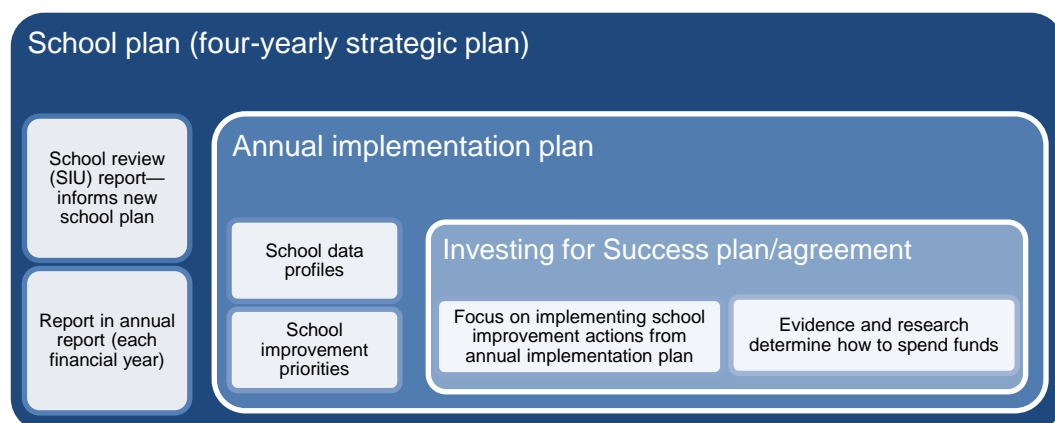 School plan (four-yearly strategic plan)
School review
(SIU) report—
informs new
school plan
Report in annual
report (each
financial year)
Annual implementation plan
School data
profiles
School
improvement
priorities
Investing for Success plan/agreement
Focus on implementing school
improvement actions from
annual implementation plan
Evidence and research
determine how to spend funds